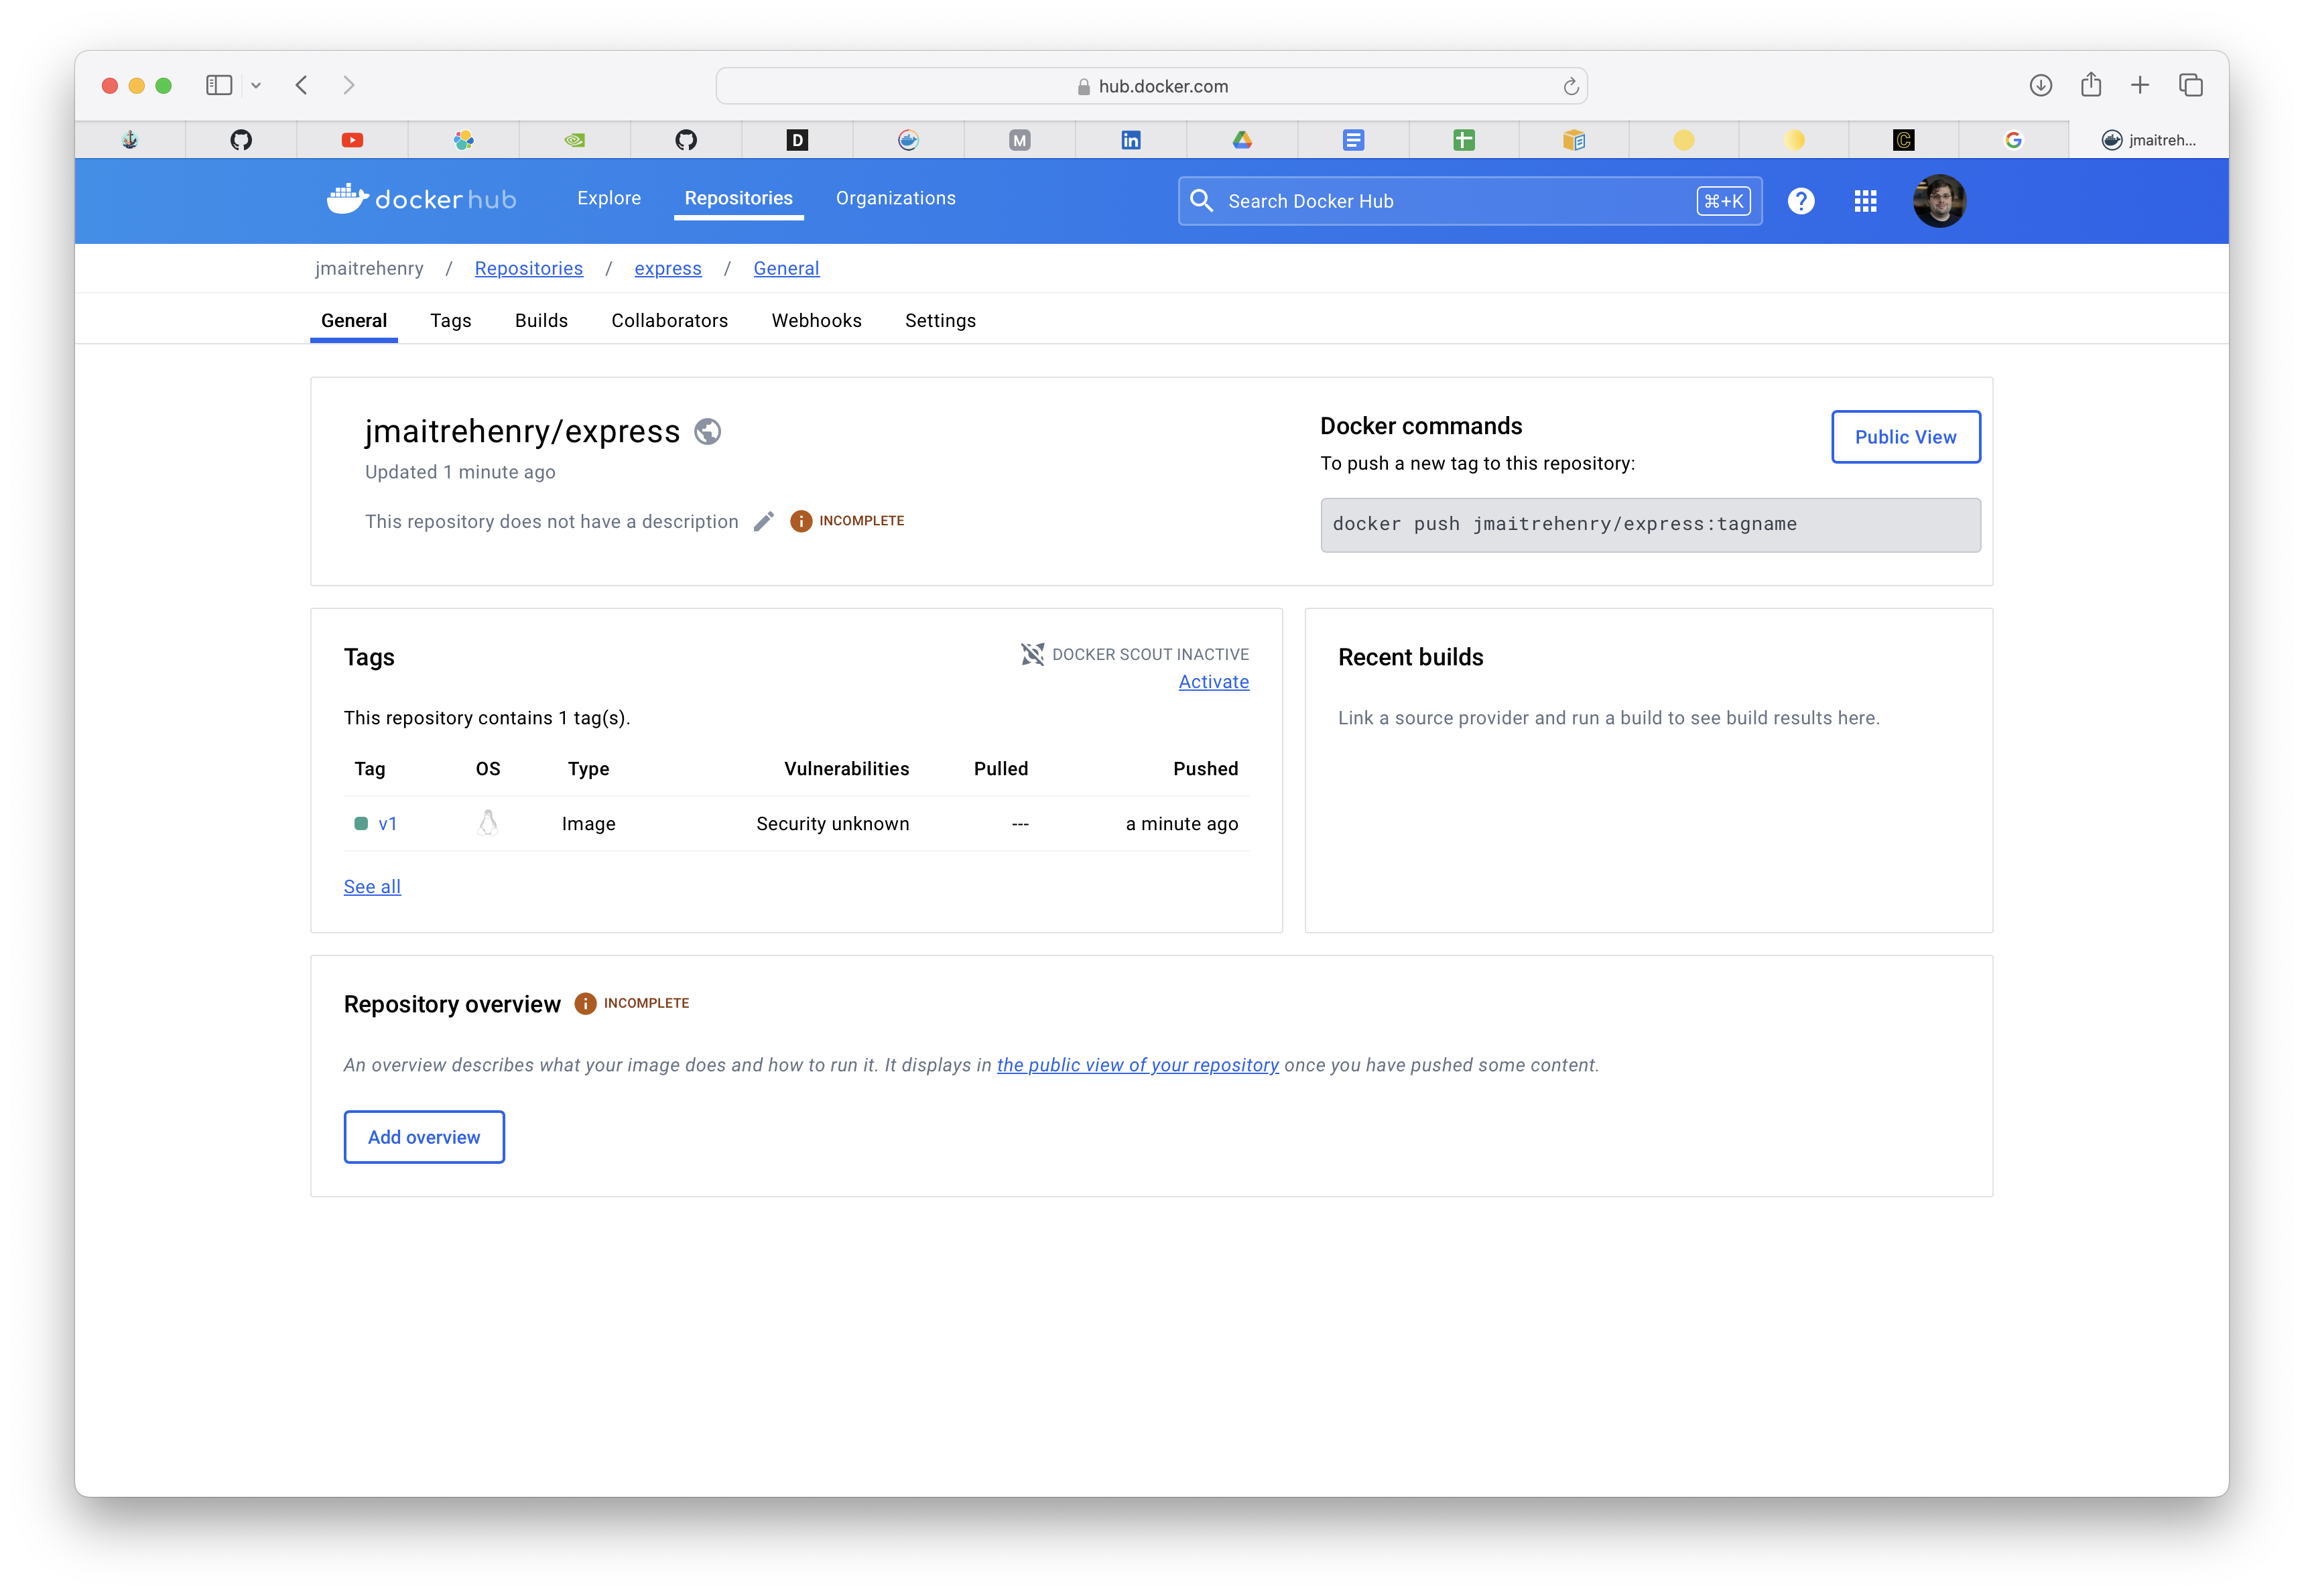 hub.docker.com
D
M
C
jmaitreh...
docker hub
Explore
Repositories
Organizations
Search Docker Hub
⌘+K
?
jmaitrehenry / Repositories / express / General
General
Tags
Builds
Collaborators
Webhooks
Settings
jmaitrehenry/express
Updated 1 minute ago
This repository does not have a description
INCOMPLETE
Docker commands
Public View
To push a new tag to this repository:
docker push jmaitrehenry/express:tagname
Tags
DOCKER SCOUT INACTIVE
Activate
This repository contains 1 tag(s).
Tag OS Type Vulnerabilities Pulled Pushed
v1 Image Security unknown --- a minute ago
See all
Recent builds
Link a source provider and run a build to see build results here.
Repository overview
INCOMPLETE
An overview describes what your image does and how to run it. It displays in the public view of your repository once you have pushed some content.
Add overview